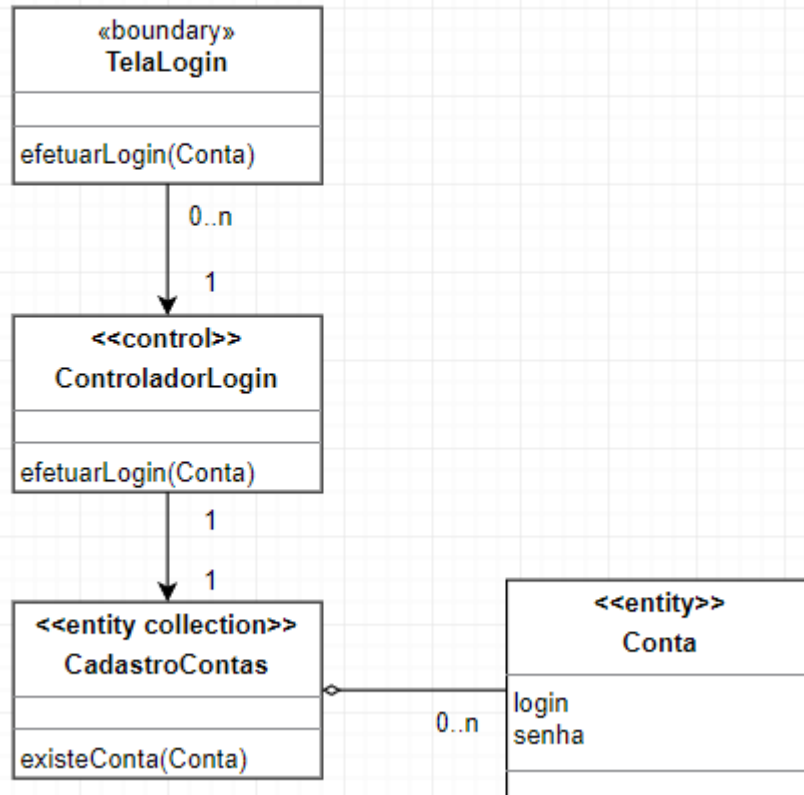 «boundary»
TelaLogin
efetuarLogin(Conta)
0..n
1
<<control>>
ControladorLogin
efetuarLogin(Conta)
1
1
<<entity collection>>
CadastroContas
existeConta(Conta)
0..n
<<entity>>
Conta
login
senha